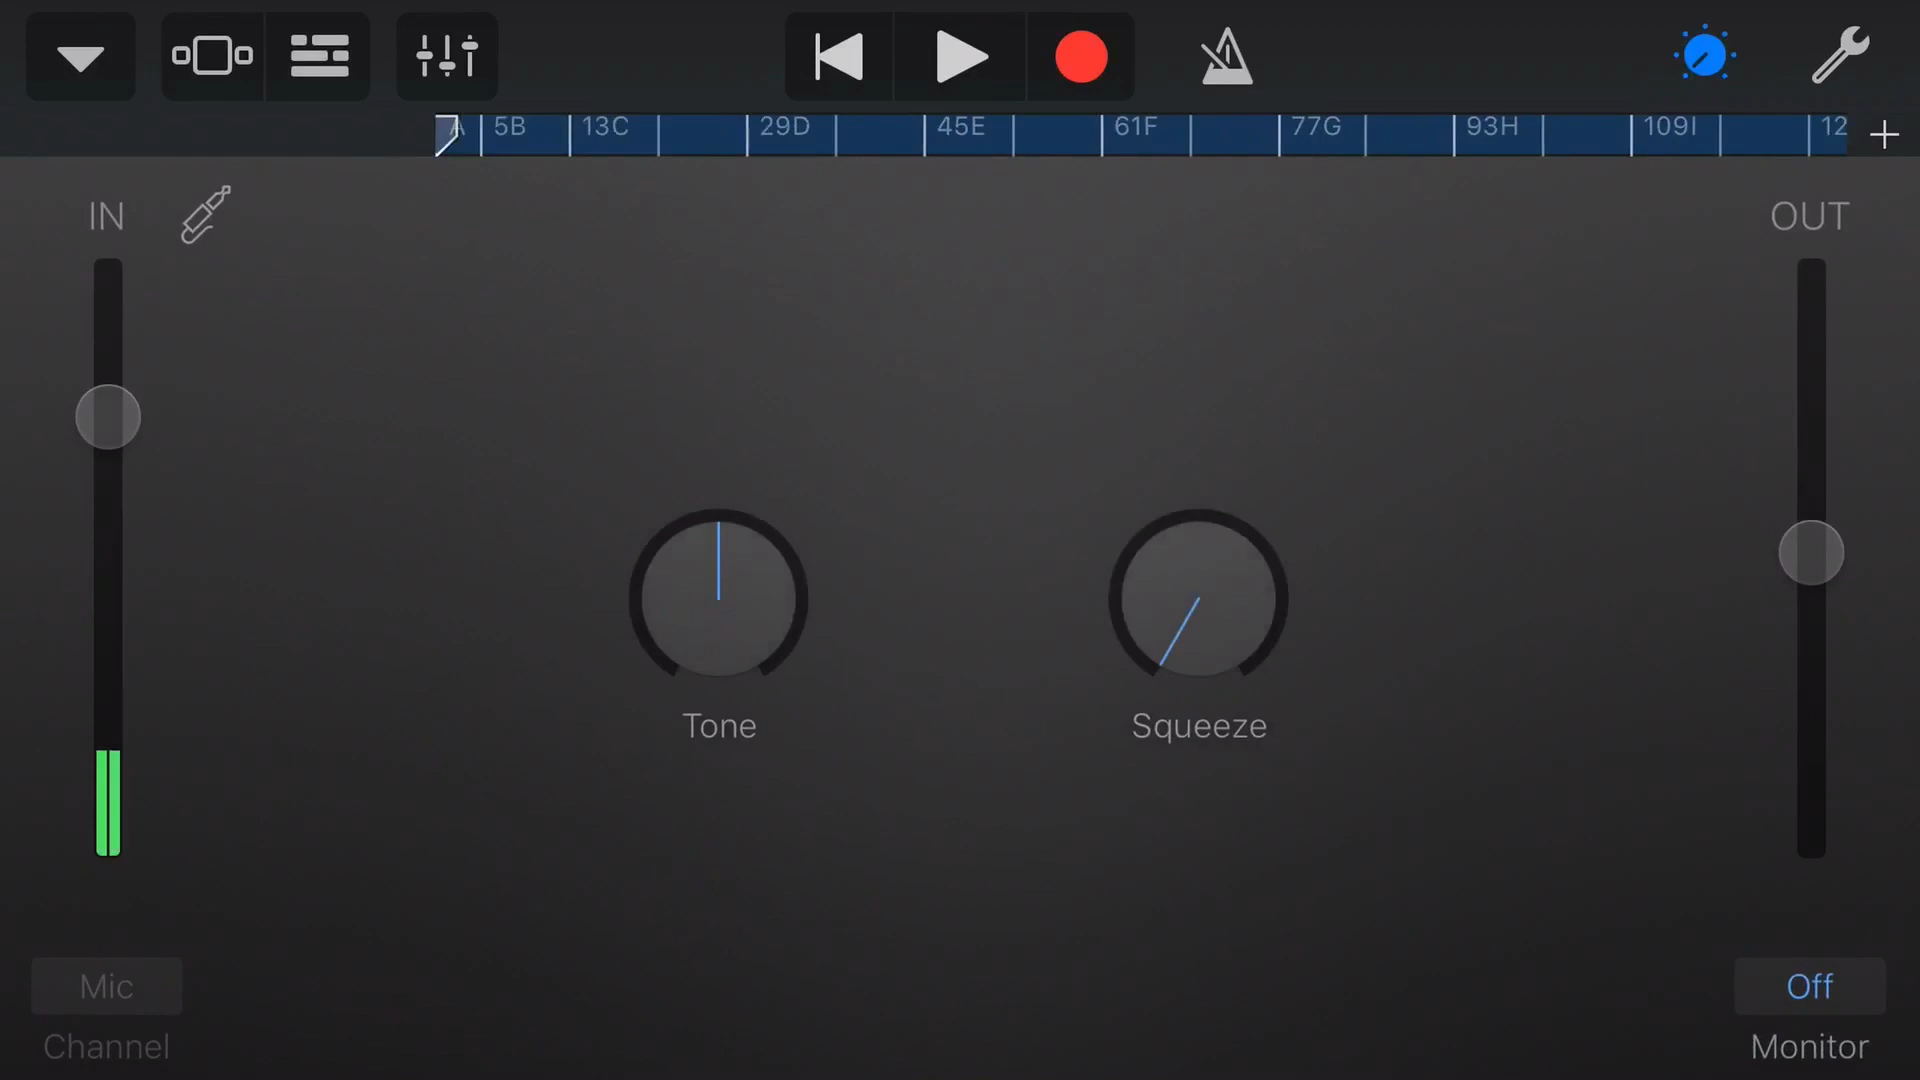 A 5B 13C 29D 45E 61F 77G 93H 109I 12
IN OUT
Tone Squeeze
Mic Off
Channel Monitor